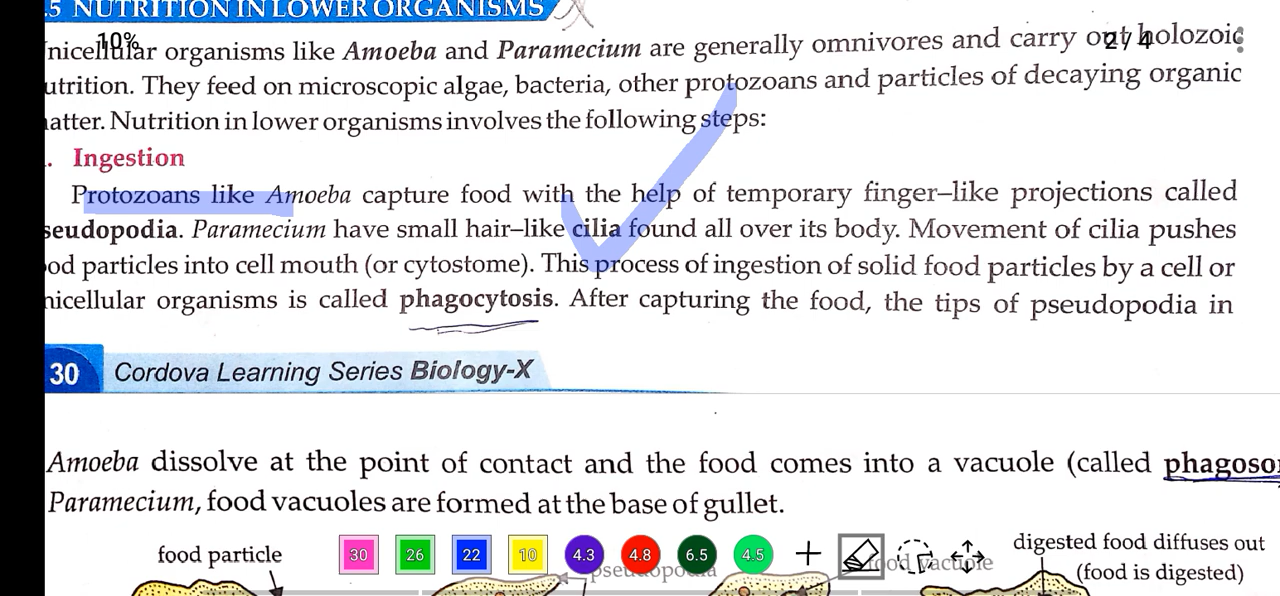 .5 NUTRITION IN LOWER ORGANISMS
10%
2 / 4
nicellular organisms like Amoeba and Paramecium are generally omnivores and carry out holozoic
utrition. They feed on microscopic algae, bacteria, other protozoans and particles of decaying organic
atter. Nutrition in lower organisms involves the following steps:
. Ingestion
Protozoans like Amoeba capture food with the help of temporary finger–like projections called
seudopodia. Paramecium have small hair–like cilia found all over its body. Movement of cilia pushes
od particles into cell mouth (or cytostome). This process of ingestion of solid food particles by a cell or
nicellular organisms is called phagocytosis. After capturing the food, the tips of pseudopodia in
30 Cordova Learning Series Biology-X
Amoeba dissolve at the point of contact and the food comes into a vacuole (called phagoso
Paramecium, food vacuoles are formed at the base of gullet.
food particle
30 26 22 10 4.3 4.8 6.5 4.5
pseudopodia
food vacuole
digested food diffuses out
(food is digested)